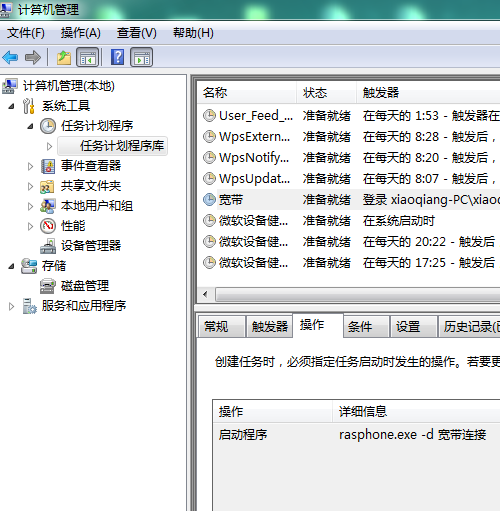 计算机管理
文件(F) 操作(A) 查看(V) 帮助(H)
计算机管理(本地)
系统工具
任务计划程序
任务计划程序库
事件查看器
共享文件夹
本地用户和组
性能
设备管理器
存储
磁盘管理
服务和应用程序
名称 状态 触发器
User_Feed_... 准备就绪 在每天的 1:53 - 触发器在
WpsExtern... 准备就绪 在每天的 8:28 - 触发后，
WpsNotify... 准备就绪 在每天的 8:20 - 触发后，
WpsUpdat... 准备就绪 在每天的 8:07 - 触发后，
宽带 准备就绪 登录 xiaoqiang-PC\xiaoq
微软设备健... 准备就绪 在系统启动时
微软设备健... 准备就绪 在每天的 20:22 - 触发后
微软设备健... 准备就绪 在每天的 17:25 - 触发后
常规 触发器 操作 条件 设置 历史记录(已
创建任务时，必须指定任务启动时发生的操作。若要更
操作 详细信息
启动程序 rasphone.exe -d 宽带连接